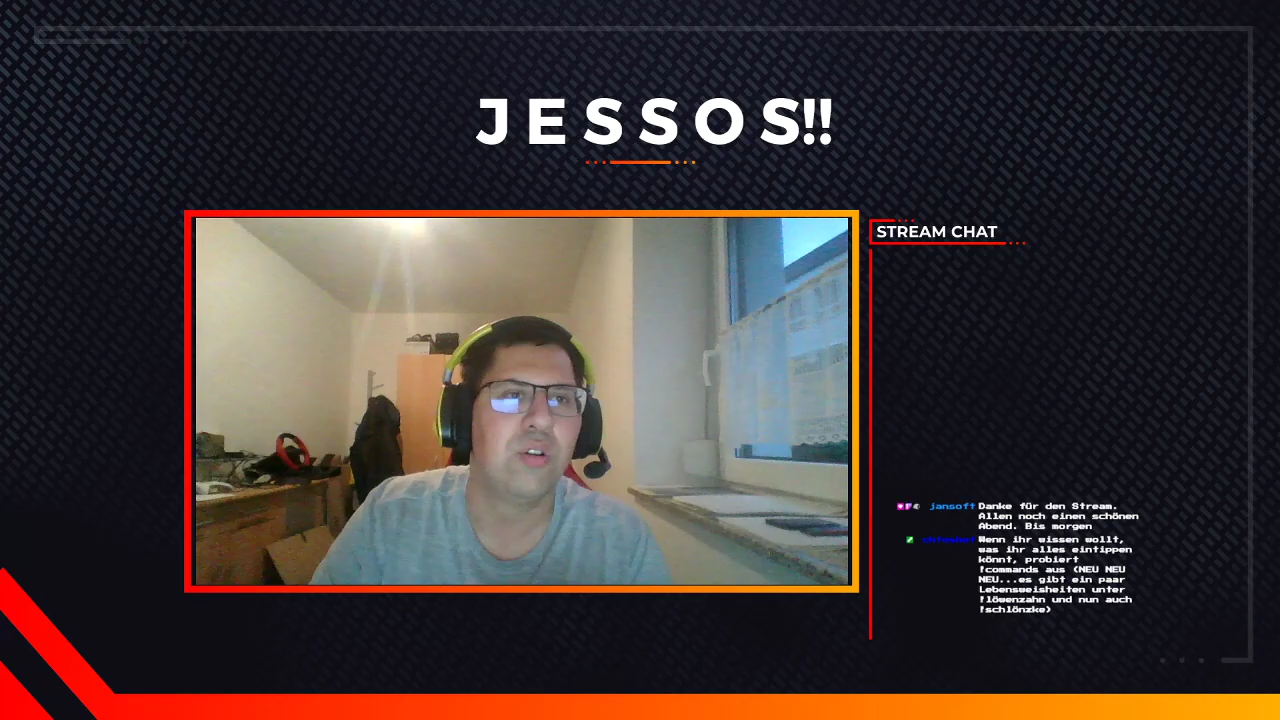 JESSOS!!
STREAM CHAT
jansoft Danke für den Stream.
Allen noch einen schönen
Abend. Bis morgen
Wenn ihr wissen wollt,
was ihr alles eintippen
könnt, probiert
!commands aus (NEU NEU
NEU...es gibt ein paar
Lebensweisheiten unter
!löwenzahn und nun auch
!schlönzke)